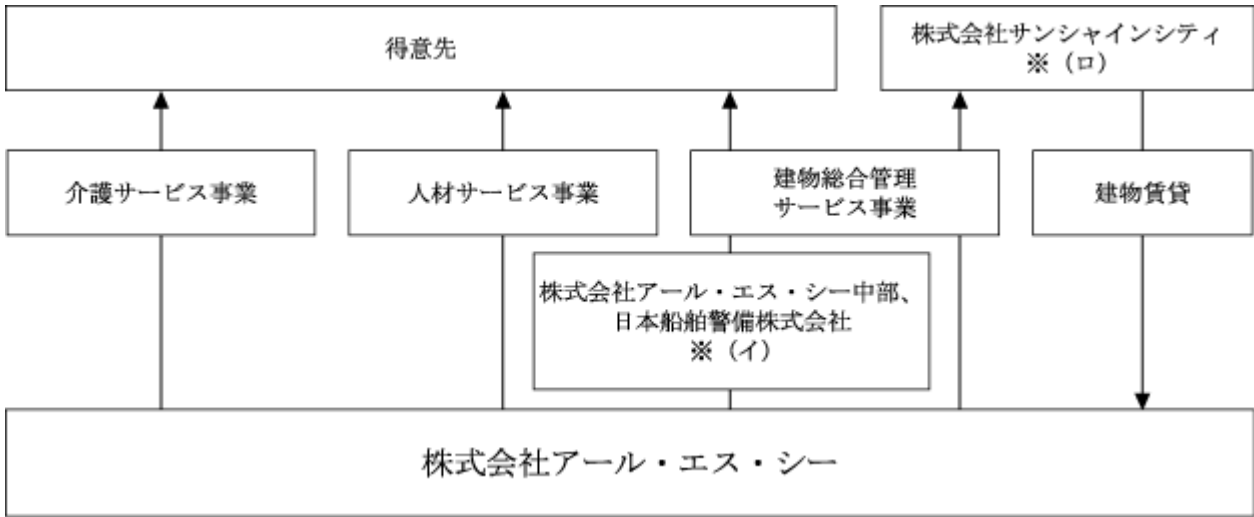 得意先
株式会社サンシャインシティ
※（ロ）
介護サービス事業
人材サービス事業
建物総合管理
サービス事業
建物賃貸
株式会社アール・エス・シー中部、
日本船舶警備株式会社
※（イ）
株式会社アール・エス・シー